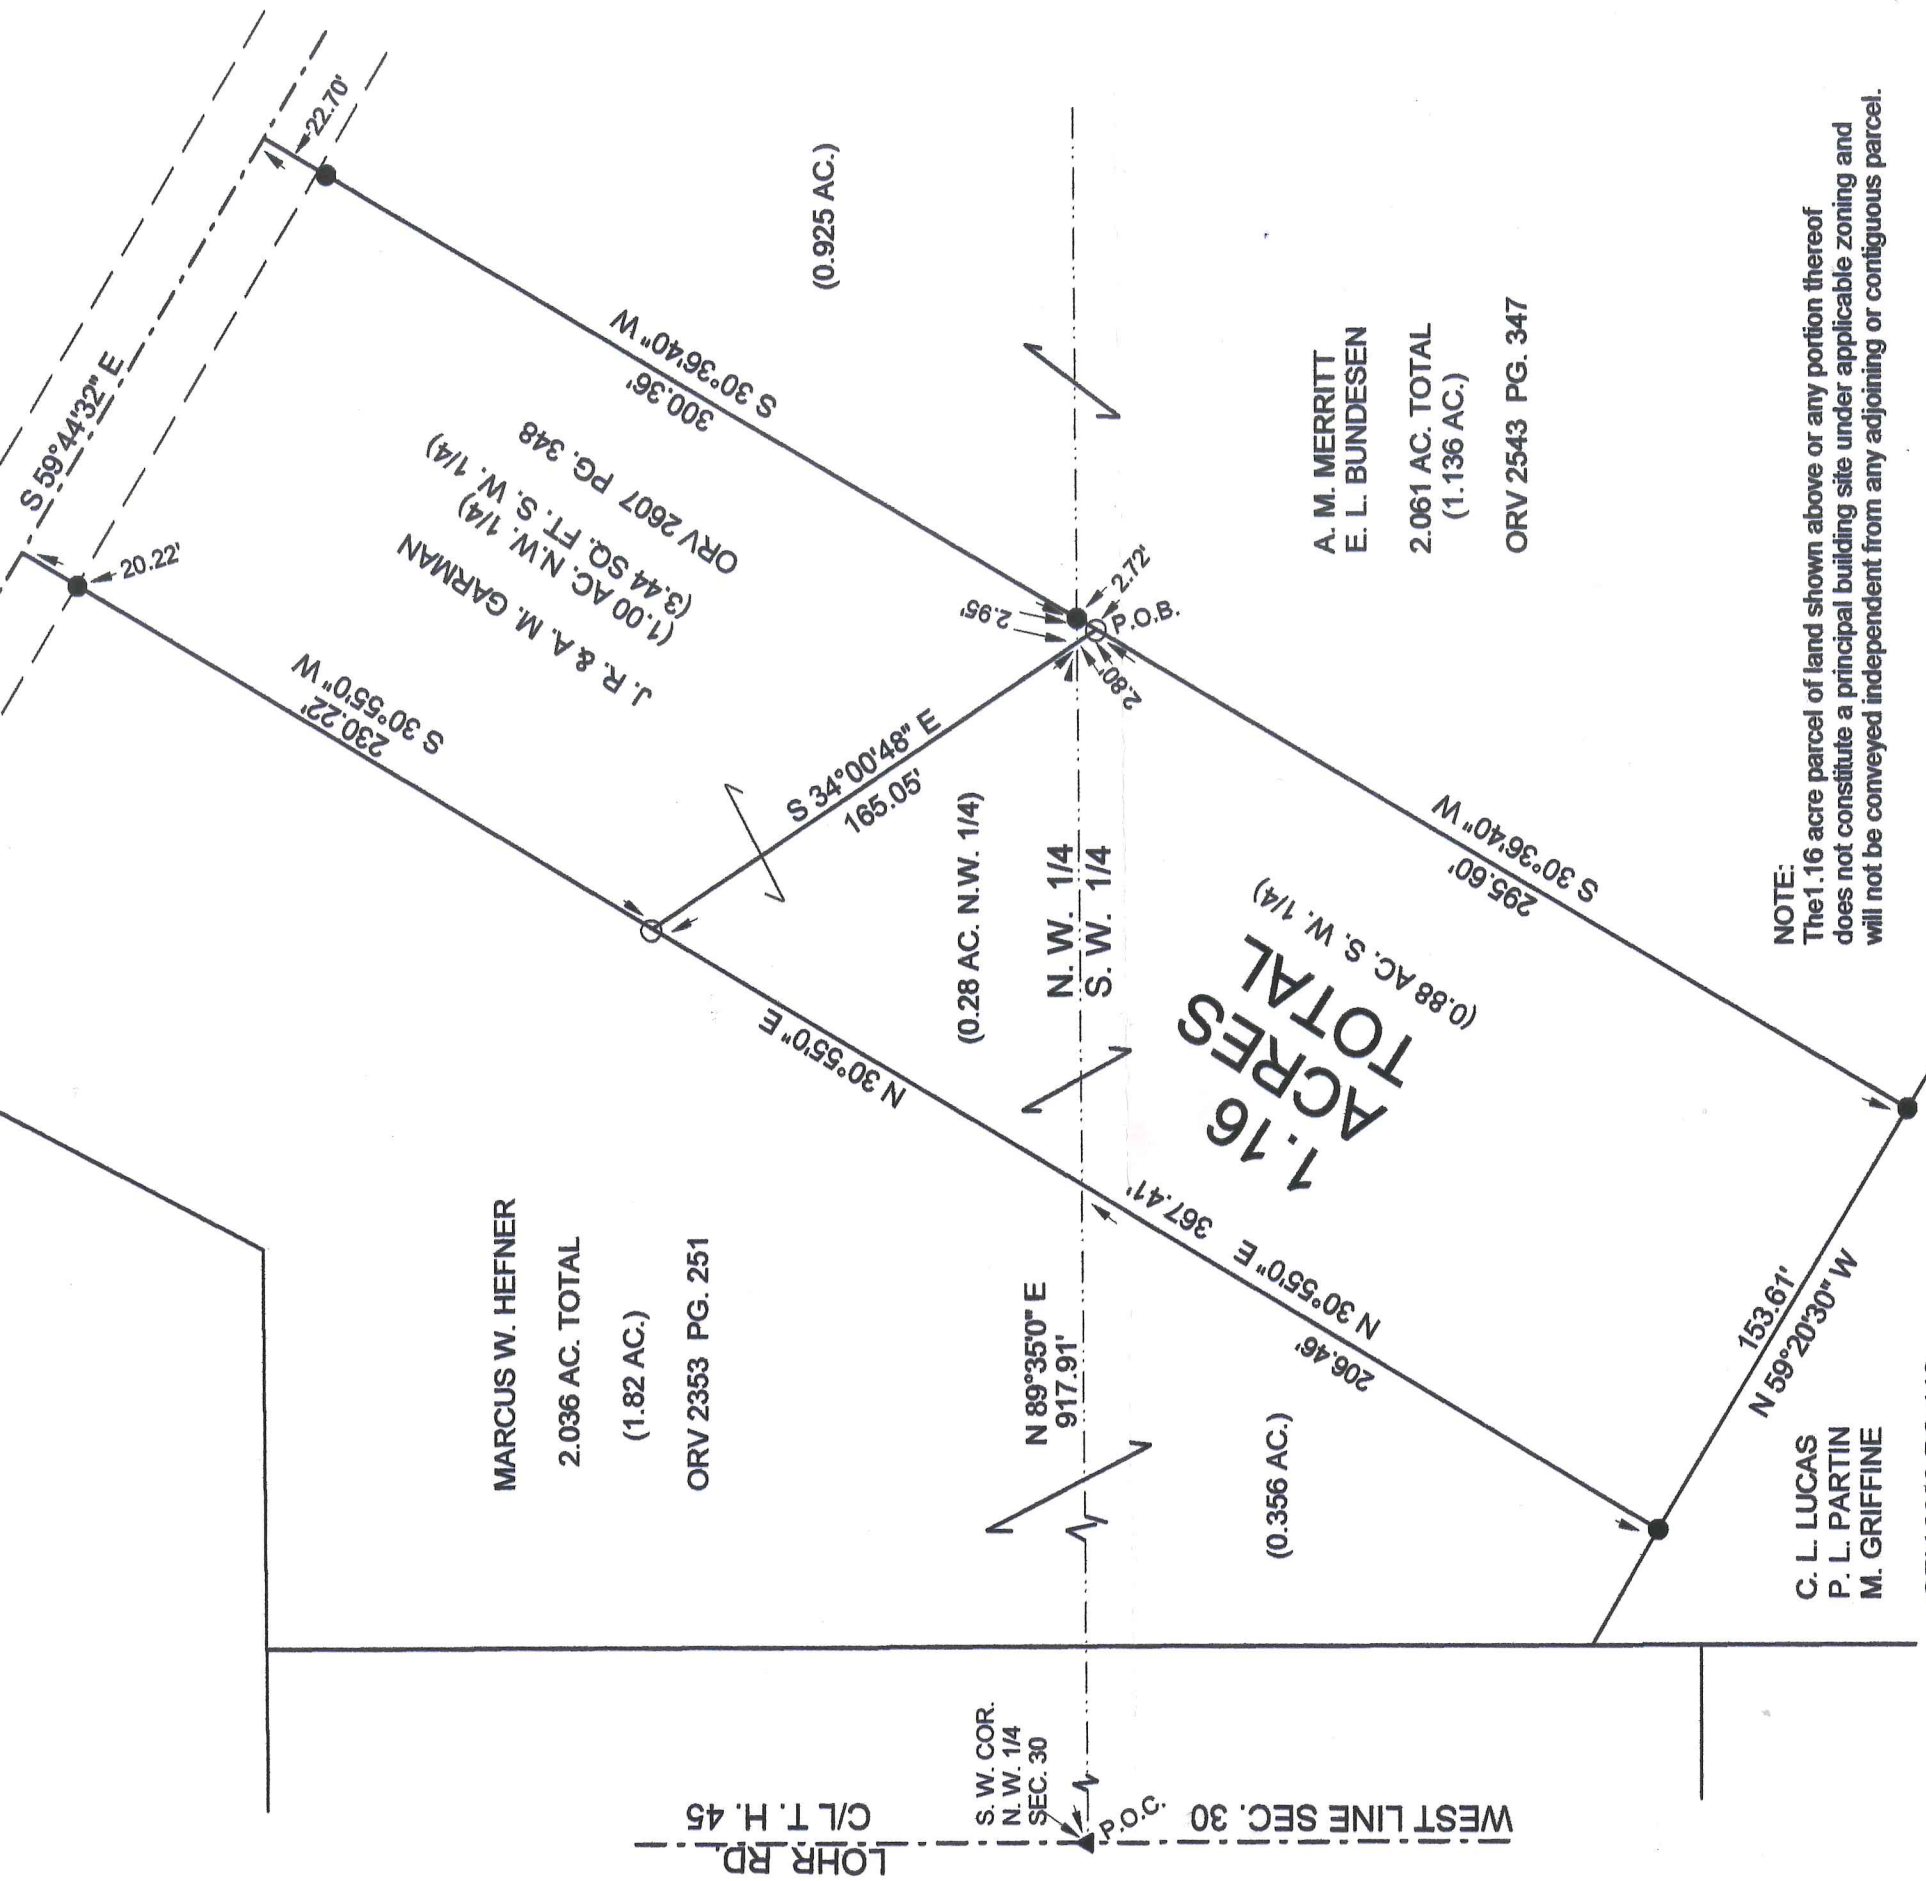 S 59°44'32" E
22.70'
20.22'
S 30°55'0" W
230.22'
J. R. & A. M. GARMAN
(1.00 AC. N.W. 1/4)
(3.44 SQ. FT. S. W. 1/4)
ORV 2607 PG. 348
S 30°36'40" W
300.36'
(0.925 AC.)
2.95'
2.72'
2.80'
P.O.B.
S 34°00'48" E
165.05'
(0.28 AC. N.W. 1/4)
N 30°55'0" E
N. W. 1/4
S. W. 1/4
A. M. MERRITT
E. L. BUNDESEN
2.061 AC. TOTAL
(1.136 AC.)
ORV 2543 PG. 347
MARCUS W. HEFNER
2.036 AC. TOTAL
(1.82 AC.)
ORV 2353 PG. 251
N 89°35'0" E
917.91'
1.16
ACRES
TOTAL
(0.88 AC. S. W. 1/4)
N 30°55'0" E 367.41'
206.46'
S 30°36'40" W
295.60'
(0.356 AC.)
153.61'
N 59°20'30" W
C. L. LUCAS
P. L. PARTIN
M. GRIFFINE
S. W. COR.
N. W. 1/4
SEC. 30
P.O.C.
LOHR RD.
C/L T. H. 45
WEST LINE SEC. 30
NOTE:
The1.16 acre parcel of land shown above or any portion thereof
does not constute a principal building site under applicable zoning and
will not be conveyed independent from any adjoining or contiguous parcel.